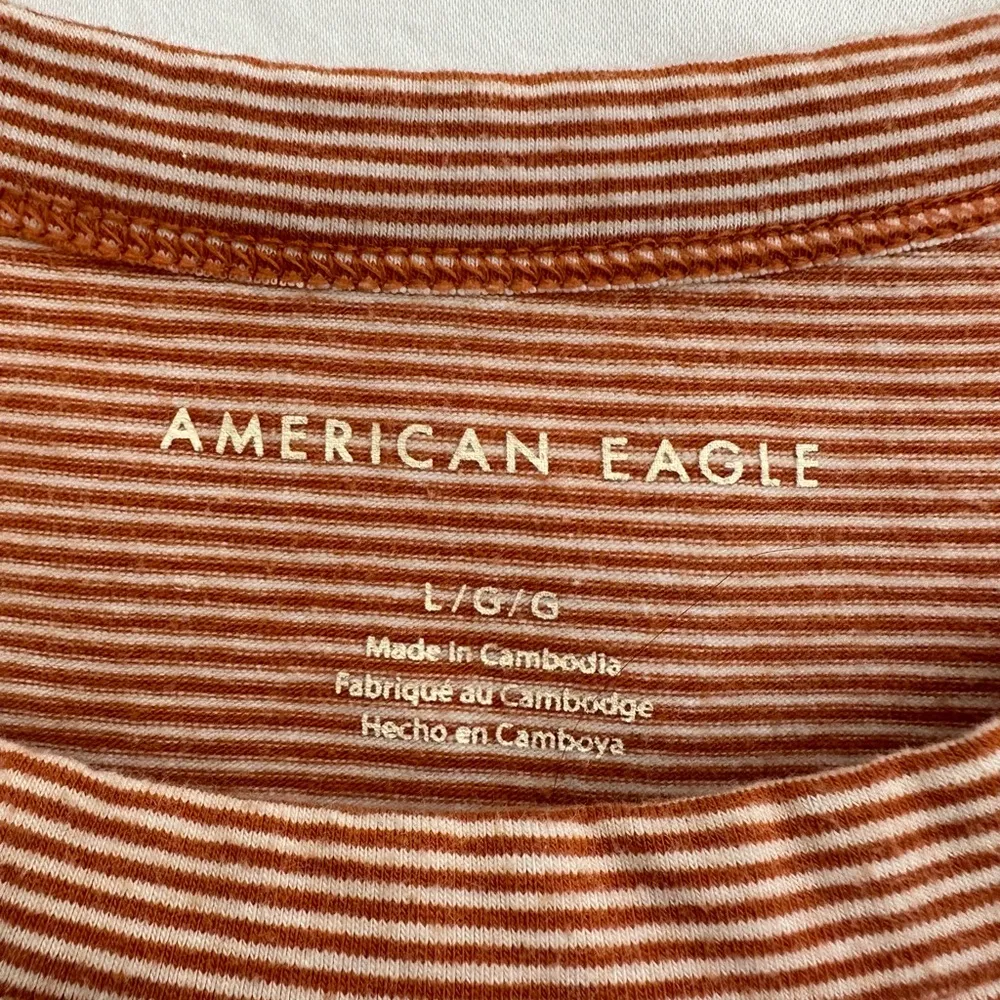 AMERICAN EAGLE
L/G/G
Made in Cambodia
Fabriqué au Cambodge
Hecho en Camboya